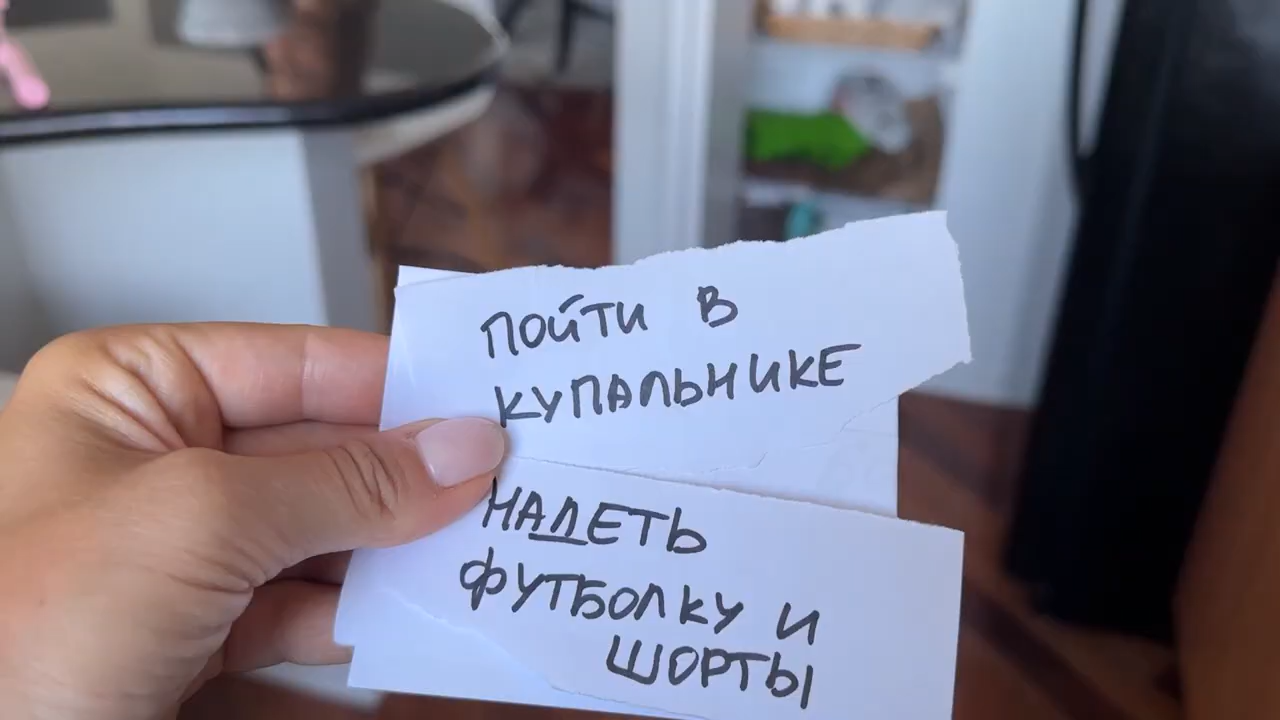 ПОЙТИ В
КУПАЛЬНИКЕ
НАДЕТЬ
ФУТБОЛКУ И
ШОРТЫ